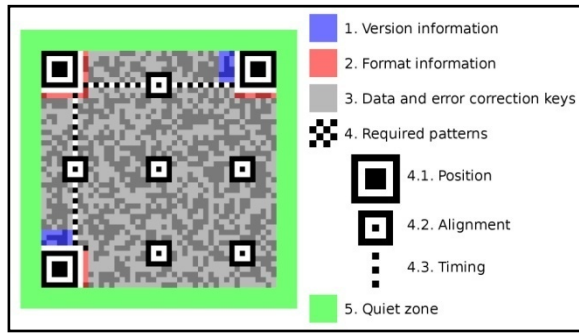 1. Version information
2. Format information
3. Data and error correction keys
4. Required patterns
4.1. Position
4.2. Alignment
4.3. Timing
5. Quiet zone